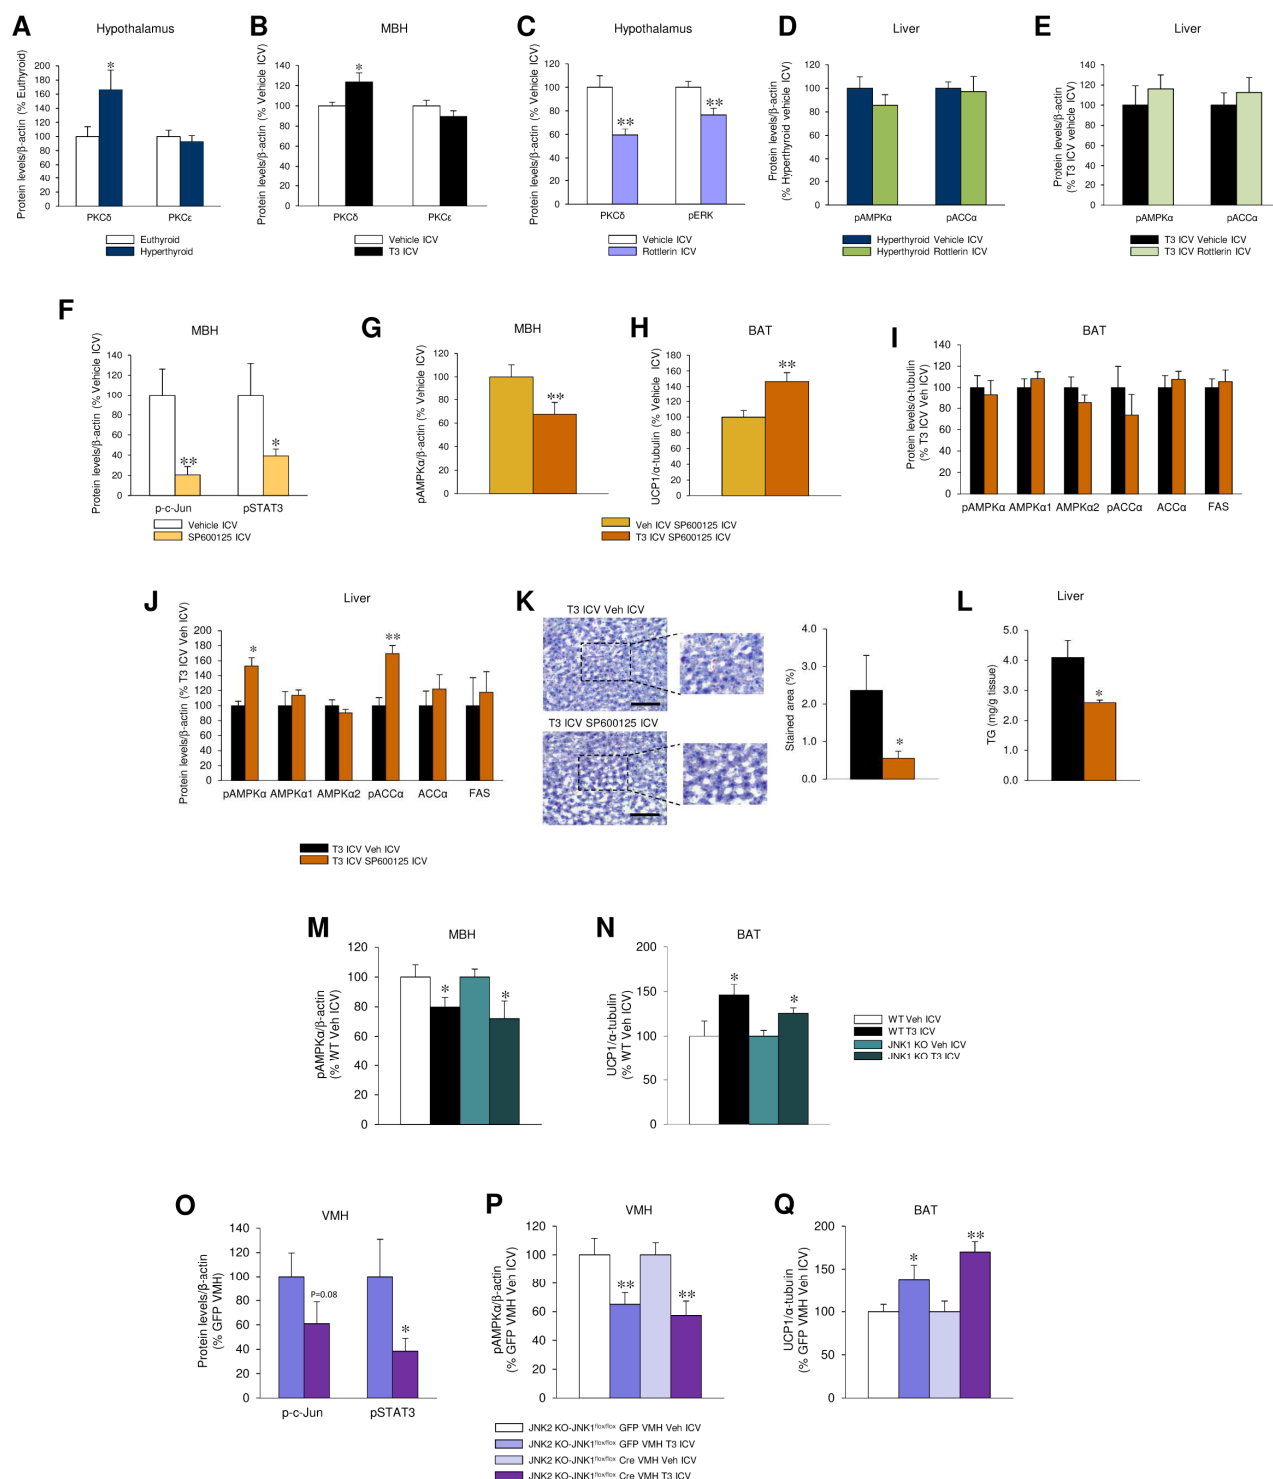 A
Hypothalamus
Protein levels/β-actin (% Euthyroid)
200
180
160
140
120
100
80
60
40
20
0
*
PKCδ
PKCε
Euthyroid
Hyperthyroid
B
MBH
Protein levels/β-actin (% Vehicle ICV)
140
120
100
80
60
40
20
0
*
PKCδ
PKCε
Vehicle ICV
T3 ICV
C
Hypothalamus
Protein levels/β-actin (% Vehicle ICV)
120
100
80
60
40
20
0
**
**
PKCδ
pERK
Vehicle ICV
Rottlerin ICV
D
Liver
Protein levels/β-actin
(% Hyperthyroid vehicle ICV)
120
100
80
60
40
20
0
pAMPKα
pACCα
Hyperthyroid Vehicle ICV
Hyperthyroid Rottlerin ICV
E
Liver
Protein levels/β-actin
(% T3 ICV vehicle ICV)
140
120
100
80
60
40
20
0
pAMPKα
pACCα
T3 ICV Vehicle ICV
T3 ICV Rottlerin ICV
F
MBH
Protein levels/β-actin (% Vehicle ICV)
140
120
100
80
60
40
20
0
**
*
p-c-Jun
pSTAT3
Vehicle ICV
SP600125 ICV
G
MBH
pAMPKα/β-actin (% Vehicle ICV)
120
100
80
60
40
20
0
**
H
BAT
UCP1/α-tubulin (% Vehicle ICV)
180
160
140
120
100
80
60
40
20
0
**
Veh ICV SP600125 ICV
T3 ICV SP600125 ICV
I
BAT
Protein levels/α-tubulin
(% T3 ICV Veh ICV)
140
120
100
80
60
40
20
0
pAMPKα AMPKα1 AMPKα2 pACCα ACCα FAS
J
Liver
Protein levels/β-actin (% T3 ICV Veh ICV)
200
180
160
140
120
100
80
60
40
20
0
*
**
pAMPKα AMPKα1 AMPKα2 pACCα ACCα FAS
T3 ICV Veh ICV
T3 ICV SP600125 ICV
K
T3 ICV Veh ICV
T3 ICV SP600125 ICV
Stained area (%)
4.0
3.0
2.0
1.0
0.0
*
L
Liver
TG (mg/g tissue)
5.0
4.0
3.0
2.0
1.0
0.0
*
M
MBH
pAMPKα/β-actin
(% WT Veh ICV)
120
100
80
60
40
20
0
*
*
N
BAT
UCP1/α-tubulin
(% WT Veh ICV)
200
150
100
50
0
*
*
WT Veh ICV
WT T3 ICV
JNK1 KO Veh ICV
JNK1 KO T3 ICV
O
VMH
Protein levels/β-actin
(% GFP VMH)
140
120
100
80
60
40
20
0
P=0.08
*
p-c-Jun
pSTAT3
P
VMH
pAMPKα/β-actin
(% GFP VMH Veh ICV)
120
100
80
60
40
20
0
**
**
Q
BAT
UCP1/α-tubulin
(% GFP VMH Veh ICV)
200
150
100
50
0
*
**
JNK2 KO-JNK1flox/flox GFP VMH Veh ICV
JNK2 KO-JNK1flox/flox GFP VMH T3 ICV
JNK2 KO-JNK1flox/flox Cre VMH Veh ICV
JNK2 KO-JNK1flox/flox Cre VMH T3 ICV